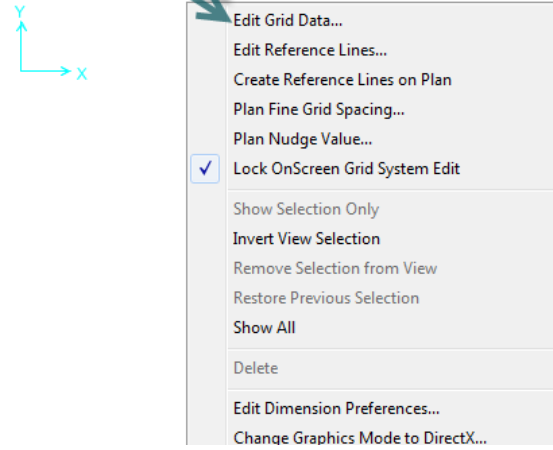 Y
X
Edit Grid Data...
Edit Reference Lines...
Create Reference Lines on Plan
Plan Fine Grid Spacing...
Plan Nudge Value...
Lock OnScreen Grid System Edit
Show Selection Only
Invert View Selection
Remove Selection from View
Restore Previous Selection
Show All
Delete
Edit Dimension Preferences...
Change Graphics Mode to DirectX...